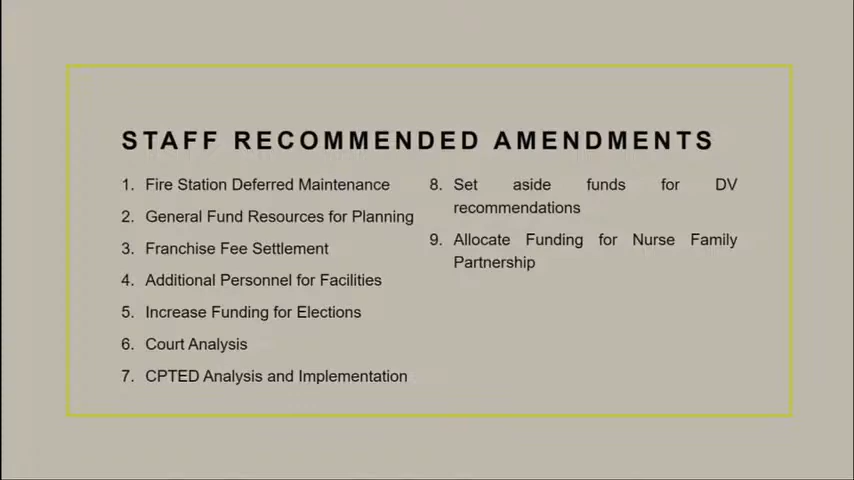 STAFF RECOMMENDED AMENDMENTS
1. Fire Station Deferred Maintenance
2. General Fund Resources for Planning
3. Franchise Fee Settlement
4. Additional Personnel for Facilities
5. Increase Funding for Elections
6. Court Analysis
7. CPTED Analysis and Implementation
8. Set aside funds for DV
recommendations
9. Allocate Funding for Nurse Family
Partnership